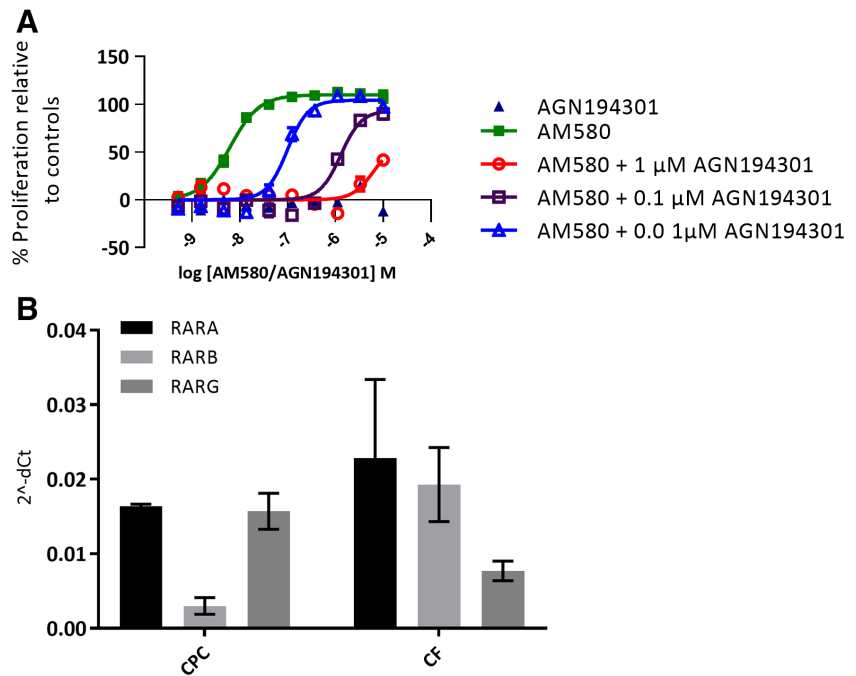 A
% Proliferation relative
to controls
150
100
50
0
-50
-9
-8
-7
-6
-5
-4
log [AM580/AGN194301] M
AGN194301
AM580
AM580 + 1 µM AGN194301
AM580 + 0.1 µM AGN194301
AM580 + 0.0 1µM AGN194301
B
2^-dCt
0.04
0.03
0.02
0.01
0.00
RARA
RARB
RARG
CPC
CF